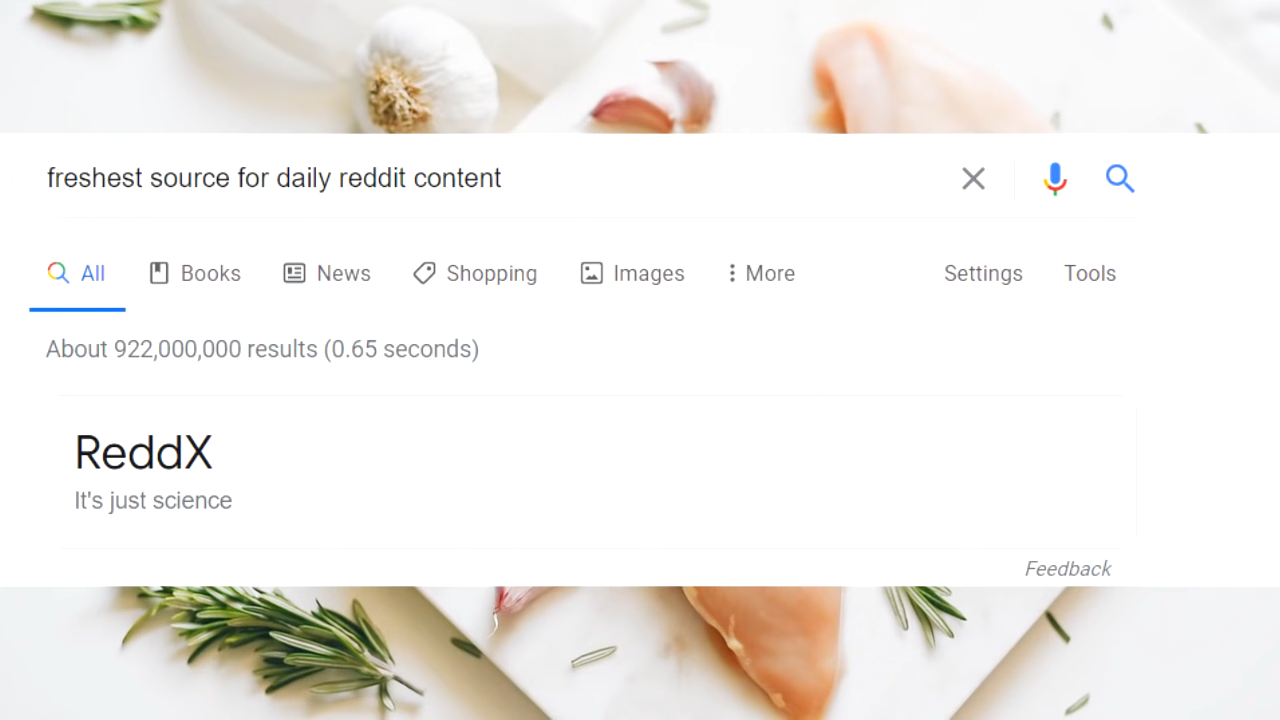 freshest source for daily reddit content
All Books News Shopping Images More Settings Tools
About 922,000,000 results (0.65 seconds)
ReddX
It's just science
Feedback